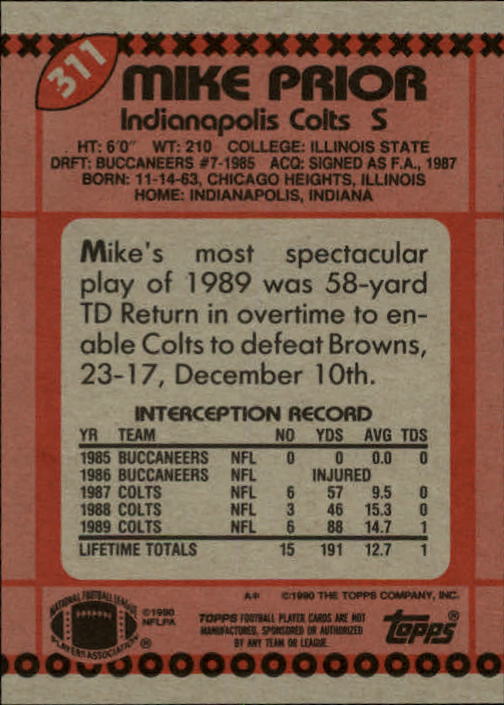 311
MIKE PRIOR
Indianapolis Colts S
HT: 6'0" WT: 210 COLLEGE: ILLINOIS STATE
DRFT: BUCCANEERS #7-1985 ACQ: SIGNED AS F.A., 1987
BORN: 11-14-63, CHICAGO HEIGHTS, ILLINOIS
HOME: INDIANAPOLIS, INDIANA
Mike's most spectacular
play of 1989 was 58-yard
TD Return in overtime to en-
able Colts to defeat Browns,
23-17, December 10th.
INTERCEPTION RECORD
YR TEAM NO YDS AVG TDS
1985 BUCCANEERS NFL 0 0 0.0 0
1986 BUCCANEERS NFL INJURED
1987 COLTS NFL 6 57 9.5 0
1988 COLTS NFL 3 46 15.3 0
1989 COLTS NFL 6 88 14.7 1
LIFETIME TOTALS 15 191 12.7 1
A* ©1990 THE TOPPS COMPANY, INC.
NATIONAL FOOTBALL LEAGUE
PLAYERS ASSOCIATION ®
©1990
NFLPA
TOPPS FOOTBALL PLAYER CARDS ARE NOT
MANUFACTURED, SPONSORED OR AUTHORIZED
BY ANY TEAM OR LEAGUE.
topps®